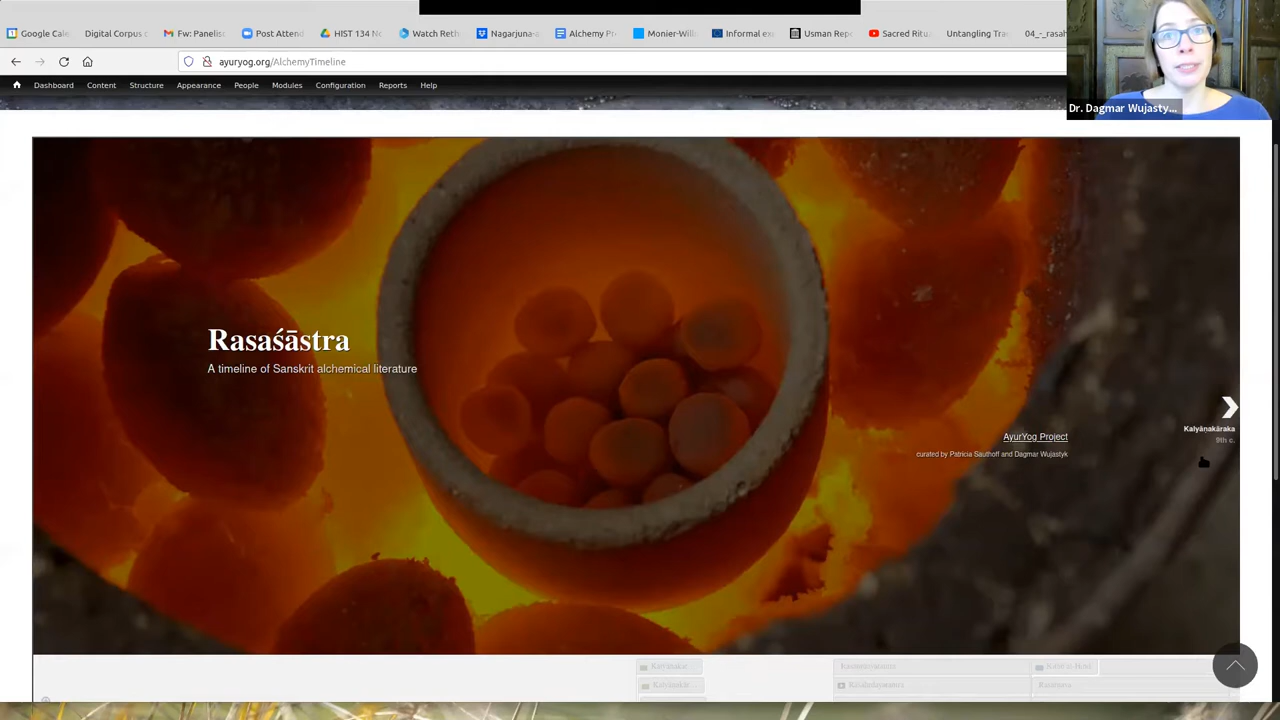 Google Cale
Digital Corpus o
Fw: Panelis
Post Attend
HIST 134 N
Watch Reth
Nagarjuna-
Alchemy Pr
Monier-Will
Informal ex
Usman Repo
Sacred Ritu
Untangling Tra
04_-_rasah
ayuryog.org/AlchemyTimeline
Dashboard
Content
Structure
Appearance
People
Modules
Configuration
Reports
Help
Dr. Dagmar Wujasty...
Rasaśāstra
A timeline of Sanskrit alchemical literature
AyurYog Project
curated by Patricia Sauthoff and Dagmar Wujastyk
Kalyāṇakāraka
9th c.